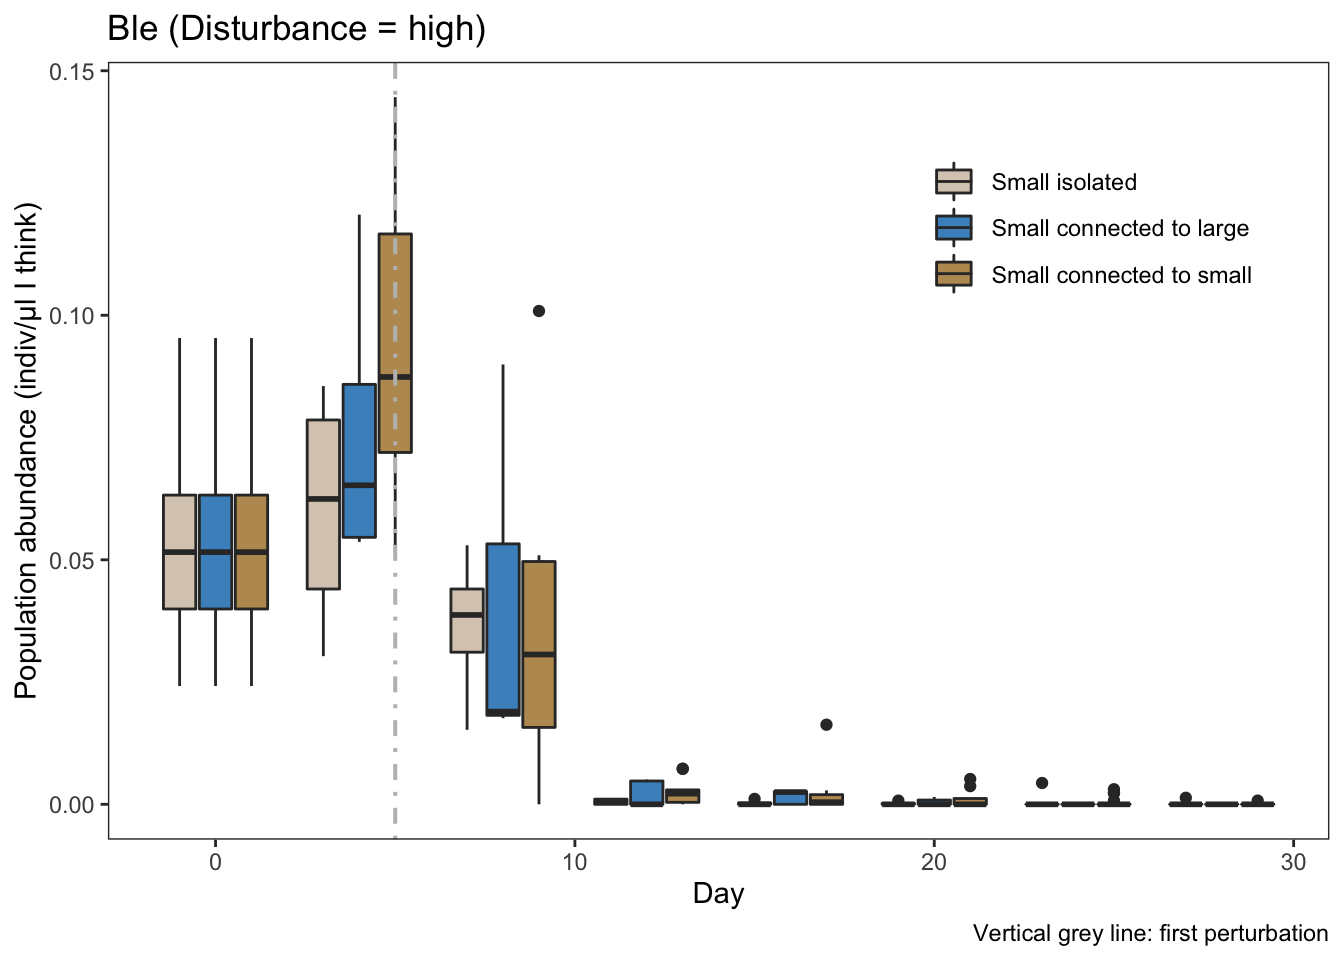 Ble (Disturbance = high)
0.15
0.10
0.05
0.00
Population abundance (indiv/µl I think)
Small isolated
Small connected to large
Small connected to small
0 10 20 30
Day
Vertical grey line: first perturbation